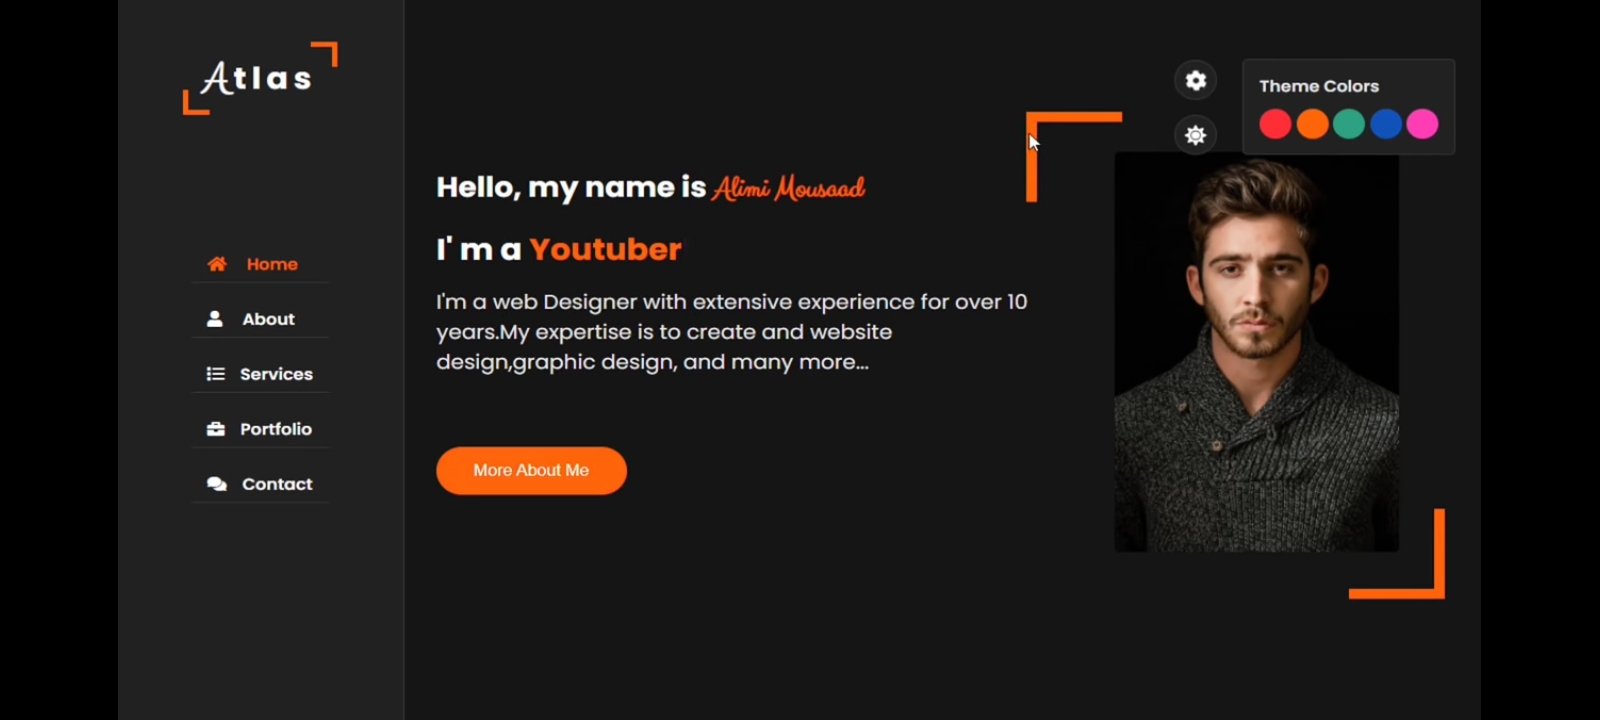 Atlas
Home
About
Services
Portfolio
Contact
Hello, my name is Alimi Mousaad
I' m a Youtuber
I'm a web Designer with extensive experience for over 10
years.My expertise is to create and website
design,graphic design, and many more...
More About Me
Theme Colors